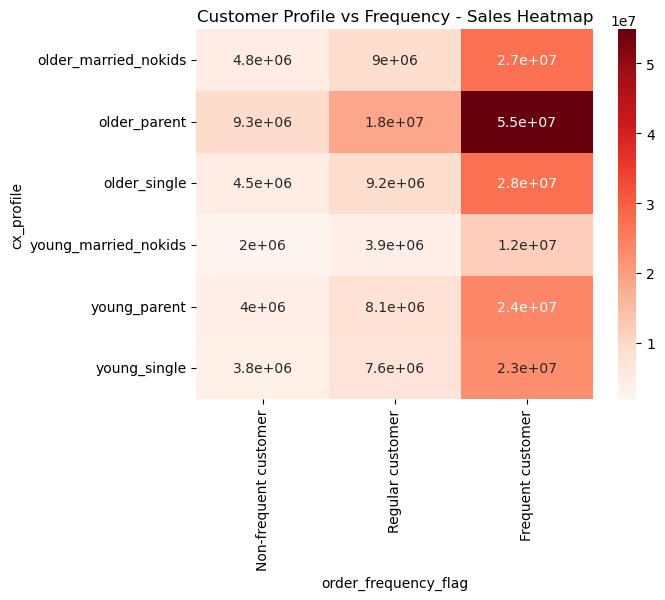 Customer Profile vs Frequency - Sales Heatmap
1e7
older_married_nokids 4.8e+06 9e+06 2.7e+07
older_parent 9.3e+06 1.8e+07 5.5e+07
older_single 4.5e+06 9.2e+06 2.8e+07
young_married_nokids 2e+06 3.9e+06 1.2e+07
young_parent 4e+06 8.1e+06 2.4e+07
young_single 3.8e+06 7.6e+06 2.3e+07
cx_profile
5
4
3
2
1
Non-frequent customer
Regular customer
Frequent customer
order_frequency_flag